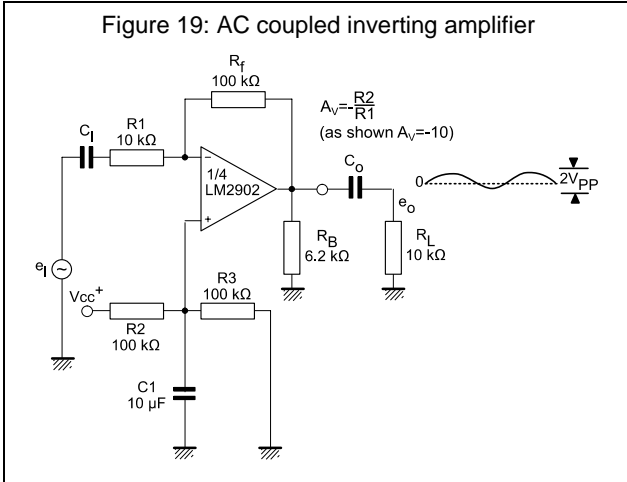 Figure 19: AC coupled inverting amplifier
Rf
100 kΩ
CI
R1
10 kΩ
AV=-R2/R1
(as shown AV=-10)
1/4
LM2902
-
+
Co
0
2VPP
eo
RB
6.2 kΩ
RL
10 kΩ
eI
~
Vcc+
R2
100 kΩ
R3
100 kΩ
C1
10 µF